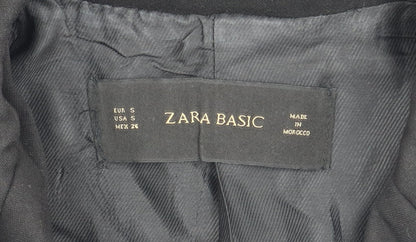 EUR S
USA S
MEX 26
ZARA BASIC
MADE
IN
MOROCCO